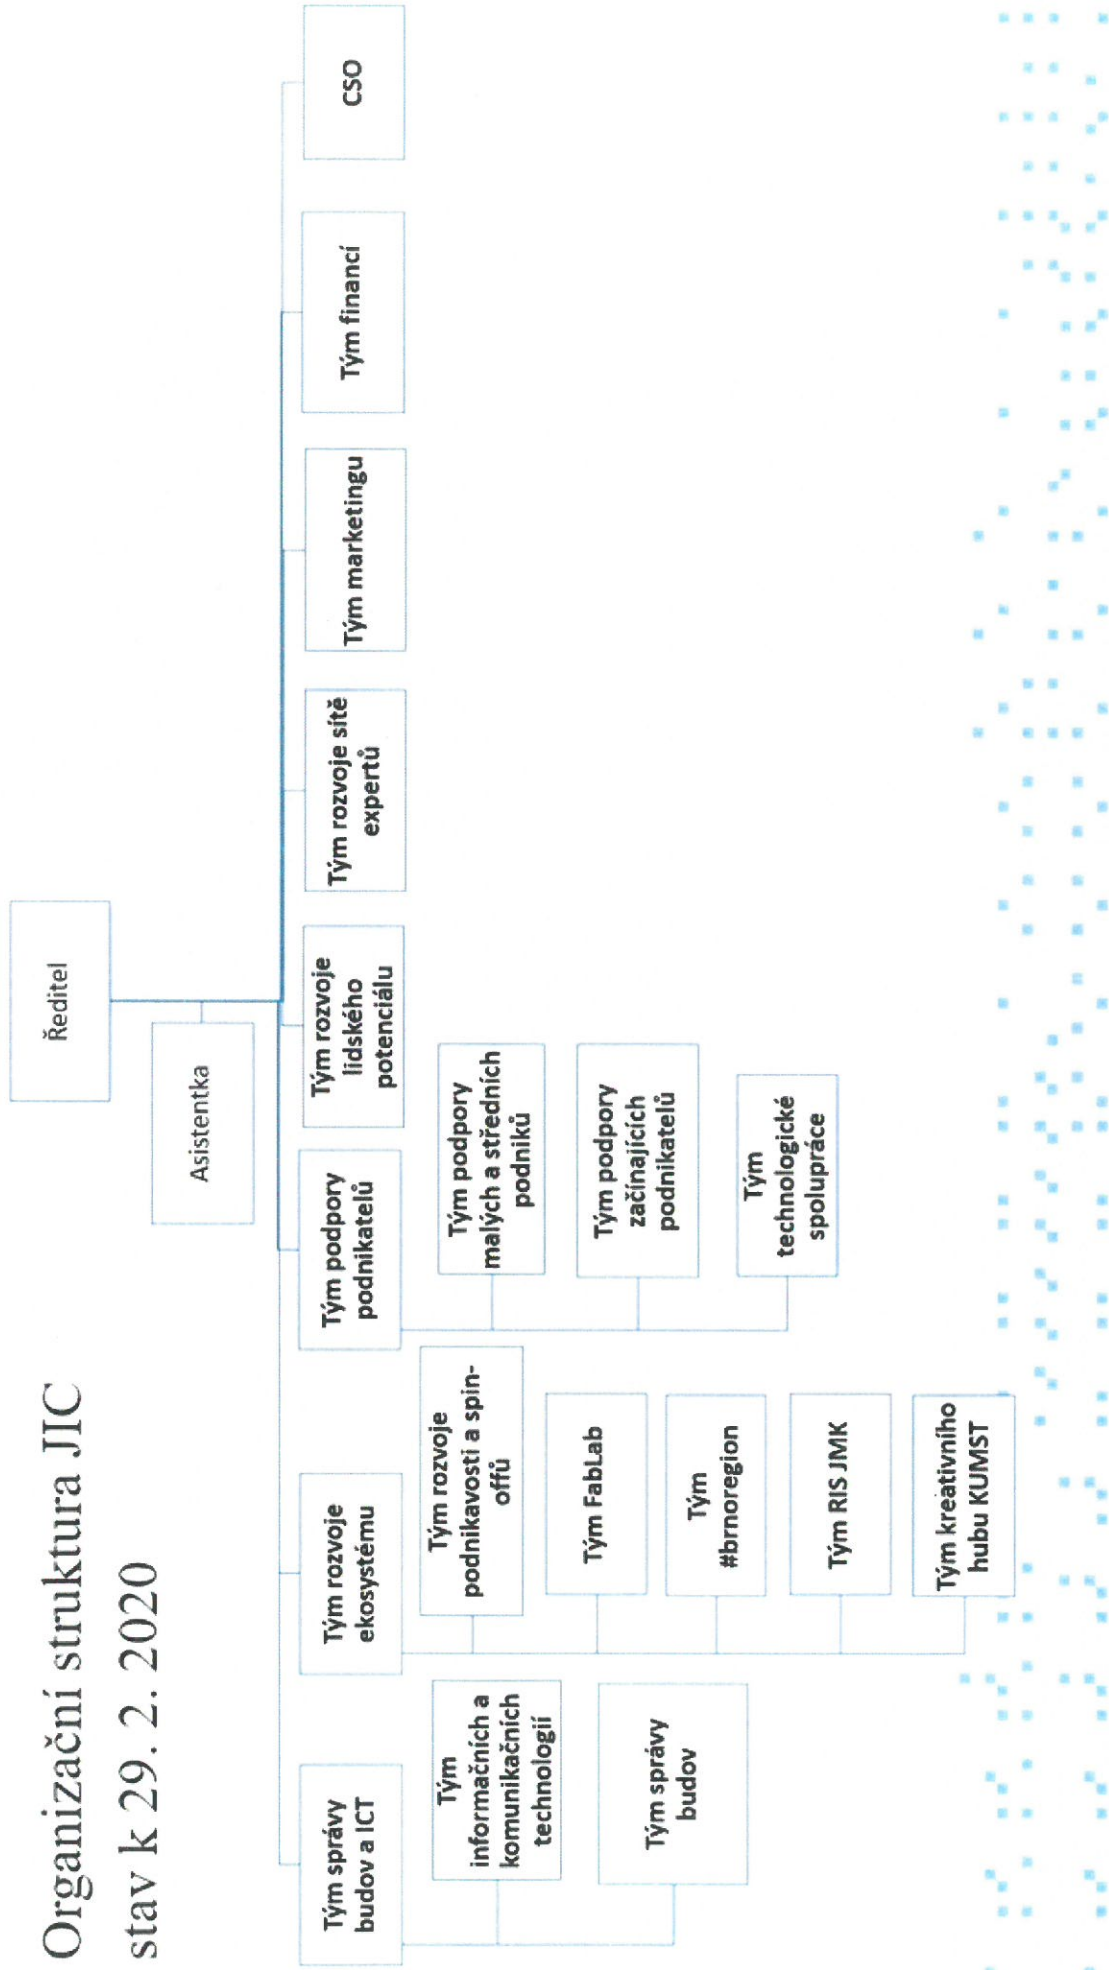 Organizační struktura JIC
stav k 29. 2. 2020
Ředitel
Asistentka
Tým správy
budov a ICT
Tým
informačních a
komunikačních
technologií
Tým správy
budov
Tým rozvoje
ekosystému
Tým rozvoje
podnikavosti a spin-
offů
Tým FabLab
Tým
#brnoregion
Tým RIS JMK
Tým kreativního
hubu KUMST
Tým podpory
podnikatelů
Tým podpory
malých a středních
podniků
Tým podpory
začínajících
podnikatelů
Tým
technologické
spolupráce
Tým rozvoje
lidského
potenciálu
Tým rozvoje sítě
expertů
Tým marketingu
Tým financí
CSO